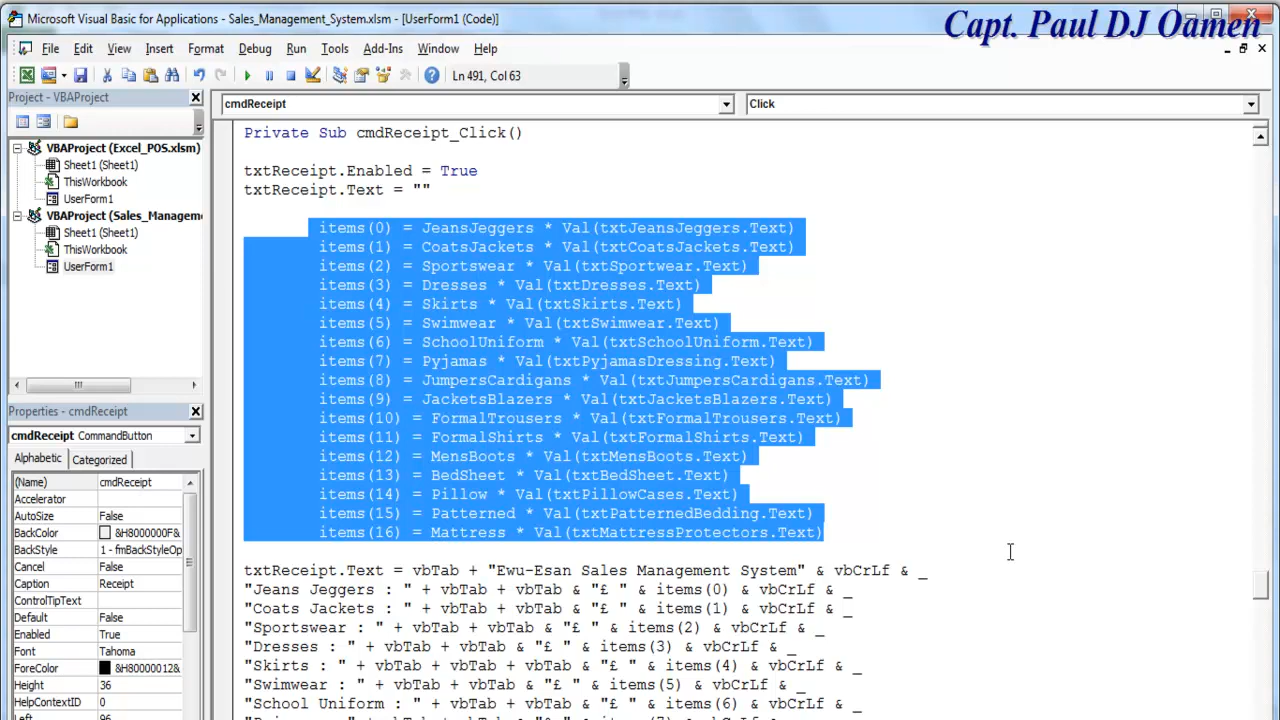 Microsoft Visual Basic for Applications - Sales_Management_System.xlsm - [UserForm1 (Code)]
Capt. Paul DJ Oamen
File Edit View Insert Format Debug Run Tools Add-Ins Window Help
Ln 491, Col 63
Project - VBAProject
cmdReceipt
Click
VBAProject (Excel_POS.xlsm)
Sheet1 (Sheet1)
ThisWorkbook
UserForm1
VBAProject (Sales_Managem
Sheet1 (Sheet1)
ThisWorkbook
UserForm1
Properties - cmdReceipt
cmdReceipt CommandButton
Alphabetic Categorized
(Name) cmdReceipt
Accelerator
AutoSize False
BackColor &H8000000F&
BackStyle 1 - fmBackStyleOp
Cancel False
Caption Receipt
ControlTipText
Default False
Enabled True
Font Tahoma
ForeColor &H80000012&
Height 36
HelpContextID 0
Left 96
Private Sub cmdReceipt_Click()
txtReceipt.Enabled = True
txtReceipt.Text = ""
items(0) = JeansJeggers * Val(txtJeansJeggers.Text)
items(1) = CoatsJackets * Val(txtCoatsJackets.Text)
items(2) = Sportswear * Val(txtSportwear.Text)
items(3) = Dresses * Val(txtDresses.Text)
items(4) = Skirts * Val(txtSkirts.Text)
items(5) = Swimwear * Val(txtSwimwear.Text)
items(6) = SchoolUniform * Val(txtSchoolUniform.Text)
items(7) = Pyjamas * Val(txtPyjamasDressing.Text)
items(8) = JumpersCardigans * Val(txtJumpersCardigans.Text)
items(9) = JacketsBlazers * Val(txtJacketsBlazers.Text)
items(10) = FormalTrousers * Val(txtFormalTrousers.Text)
items(11) = FormalShirts * Val(txtFormalShirts.Text)
items(12) = MensBoots * Val(txtMensBoots.Text)
items(13) = BedSheet * Val(txtBedSheet.Text)
items(14) = Pillow * Val(txtPillowCases.Text)
items(15) = Patterned * Val(txtPatternedBedding.Text)
items(16) = Mattress * Val(txtMattressProtectors.Text)
txtReceipt.Text = vbTab + "Ewu-Esan Sales Management System" & vbCrLf & _
"Jeans Jeggers : " + vbTab + vbTab & "£ " & items(0) & vbCrLf & _
"Coats Jackets : " + vbTab + vbTab & "£ " & items(1) & vbCrLf & _
"Sportswear : " + vbTab + vbTab & "£ " & items(2) & vbCrLf & _
"Dresses : " + vbTab + vbTab & "£ " & items(3) & vbCrLf & _
"Skirts : " + vbTab + vbTab + vbTab & "£ " & items(4) & vbCrLf & _
"Swimwear : " + vbTab + vbTab & "£ " & items(5) & vbCrLf & _
"School Uniform : " + vbTab + vbTab & "£ " & items(6) & vbCrLf & _